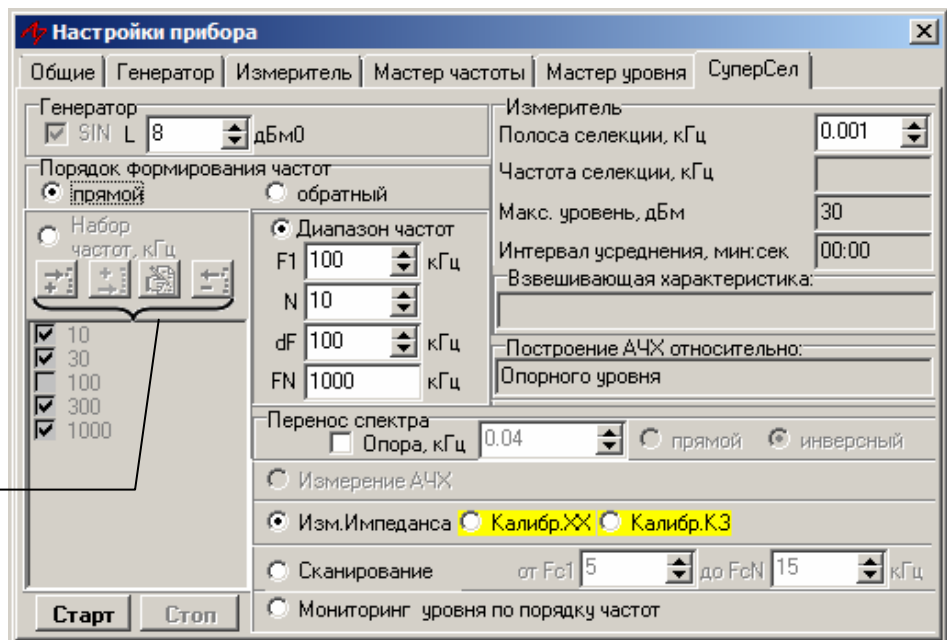 Настройки прибора
Общие Генератор Измеритель Мастер частоты Мастер уровня СуперСел
Генератор
SIN L 8 дБм0
Порядок формирования частот
прямой обратный
Набор частот, кГц
10
30
100
300
1000
Диапазон частот
F1 100 кГц
N 10
dF 100 кГц
FN 1000 кГц
Измеритель
Полоса селекции, кГц 0.001
Частота селекции, кГц
Макс. уровень, дБм 30
Интервал усреднения, мин:сек 00:00
Взвешивающая характеристика:
Построение АЧХ относительно:
Опорного уровня
Перенос спектра
Опора, кГц 0.04 прямой инверсный
Измерение АЧХ
Изм.Импеданса Калибр.ХХ Калибр.КЗ
Сканирование от Fc1 5 до FcN 15 кГц
Мониторинг уровня по порядку частот
Старт Стоп